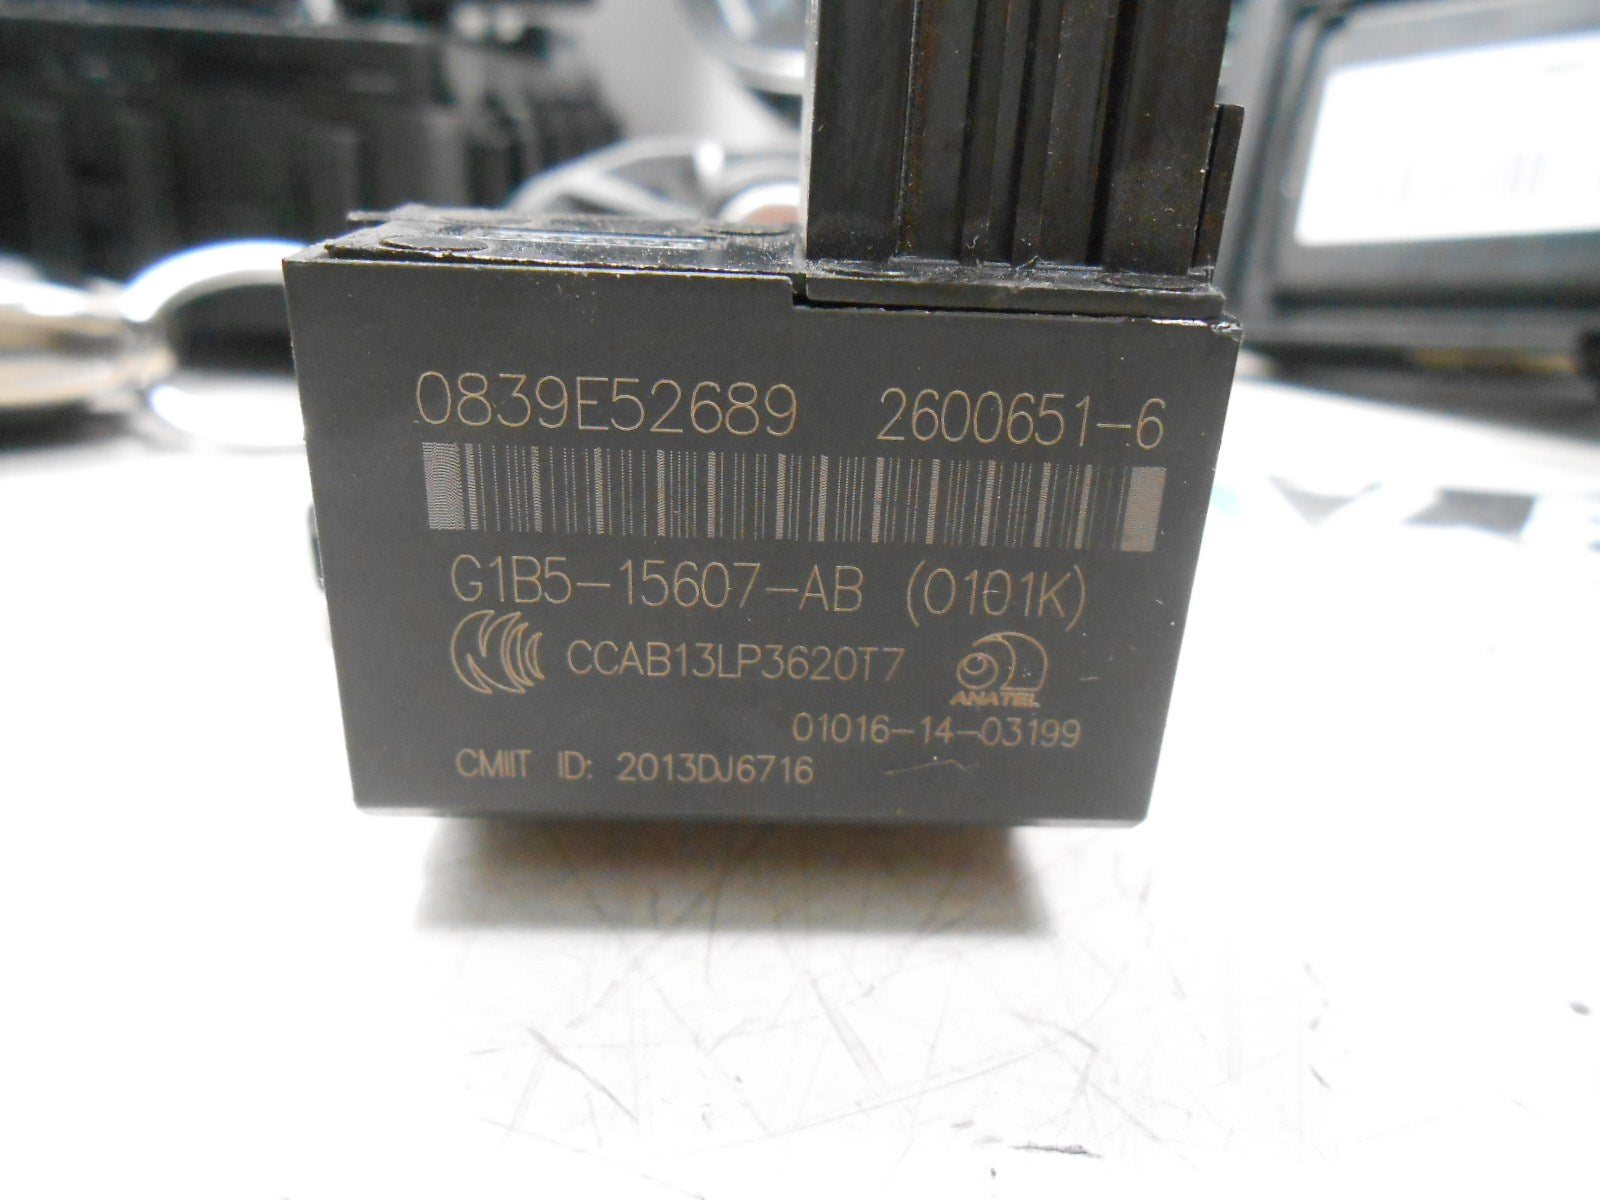 0839E52689 2600651-6
G1B5-15607-AB (0101K)
CCAB13LP3620T7
ANATEL
01016-14-03199
CMIIT ID: 2013DJ6716